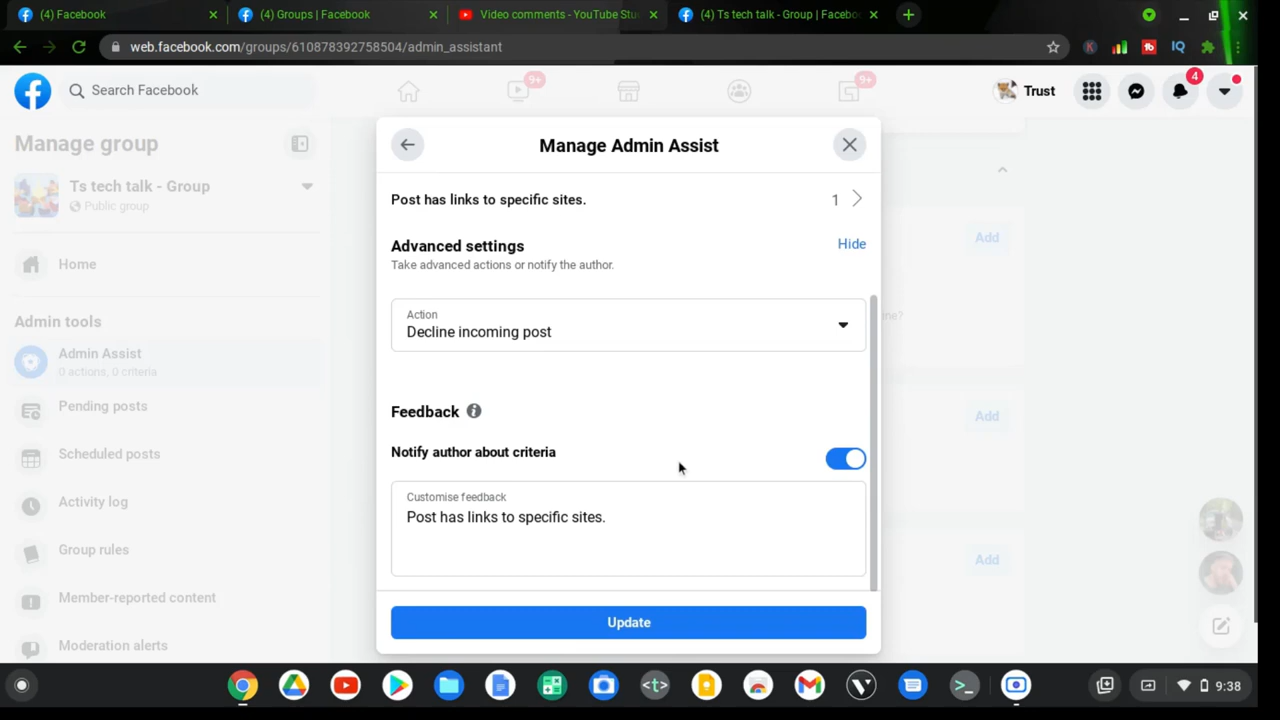 (4) Facebook
(4) Groups | Facebook
Video comments - YouTube Stu
(4) Ts tech talk - Group | Facebo
web.facebook.com/groups/610878392758504/admin_assistant
Search Facebook
9+
9+
Trust
4
Manage group
Ts tech talk - Group
Public group
Home
Admin tools
Admin Assist
0 actions, 0 criteria
Pending posts
Scheduled posts
Activity log
Group rules
Member-reported content
Moderation alerts
Manage Admin Assist
Post has links to specific sites.
1
Advanced settings
Hide
Take advanced actions or notify the author.
Action
Decline incoming post
Feedback
Notify author about criteria
Customise feedback
Post has links to specific sites.
Update
Add
ne?
Add
Add
9:38